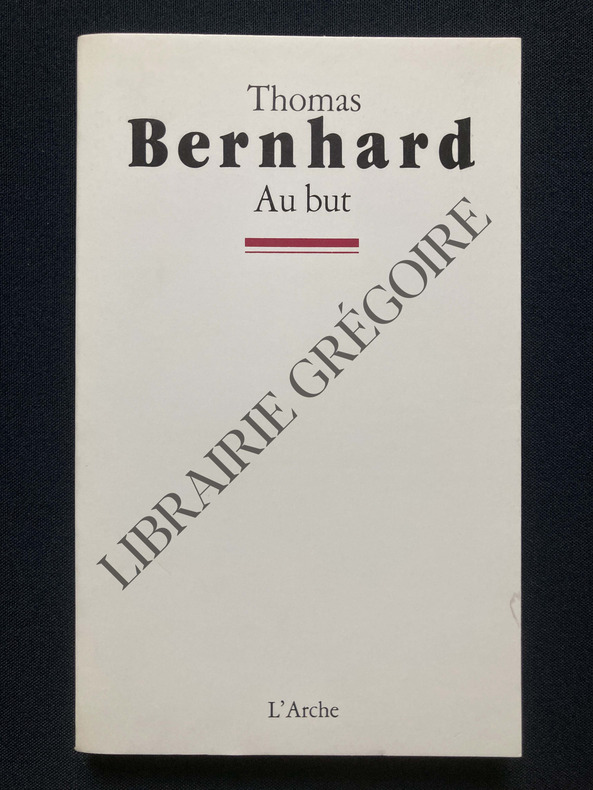 Thomas
Bernhard
Au but
LIBRAIRIE GRÉGOIRE
L'Arche